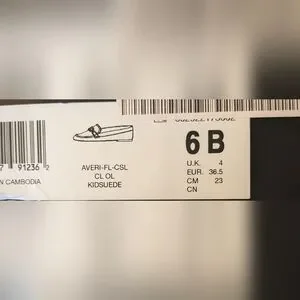 6 B
7 91236 2
N CAMBODIA
AVERI-FL-CSL
CL OL
KIDSUEDE
U.K. 4
EUR. 36.5
CM 23
CN